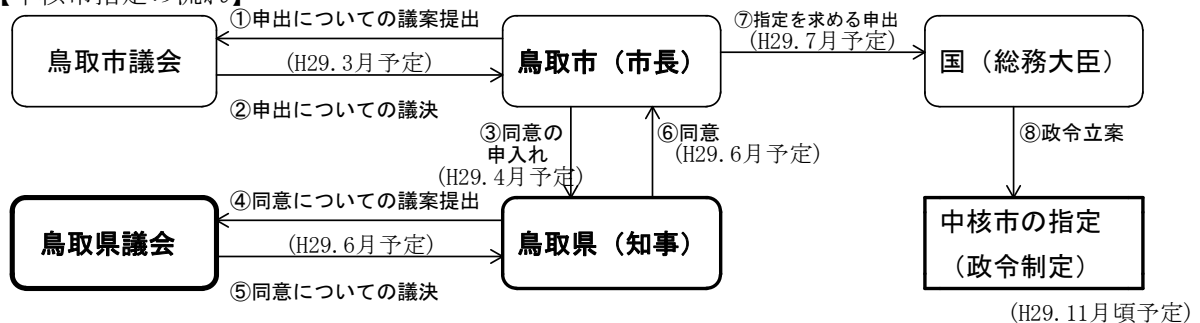 【中核市指定の流れ】
①申出についての議案提出
⑦指定を求める申出
(H29.7月予定)
鳥取市議会
(H29.3月予定)
鳥取市（市長）
国（総務大臣）
②申出についての議決
③同意の
申入れ
(H29.4月予定)
⑥同意
(H29.6月予定)
⑧政令立案
④同意についての議案提出
鳥取県議会
(H29.6月予定)
鳥取県（知事）
中核市の指定
（政令制定）
⑤同意についての議決
(H29.11月頃予定)